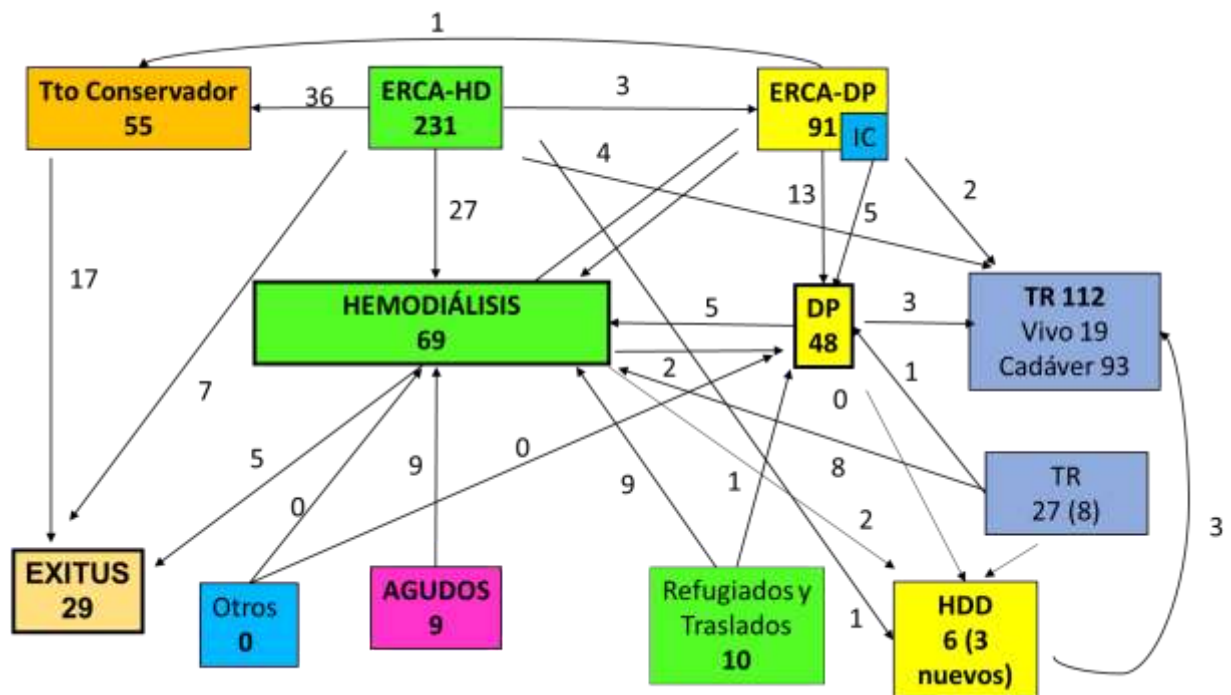 1
Tto Conservador
55
36
ERCA-HD
231
3
ERCA-DP
91
IC
4
2
13
5
27
17
HEMODIÁLISIS
69
5
DP
48
3
TR 112
Vivo 19
Cadáver 93
2
7
0
1
5
9
0
0
9
1
8
TR
27 (8)
2
3
EXITUS
29
Otros
0
AGUDOS
9
Refugiados y
Traslados
10
1
HDD
6 (3
nuevos)